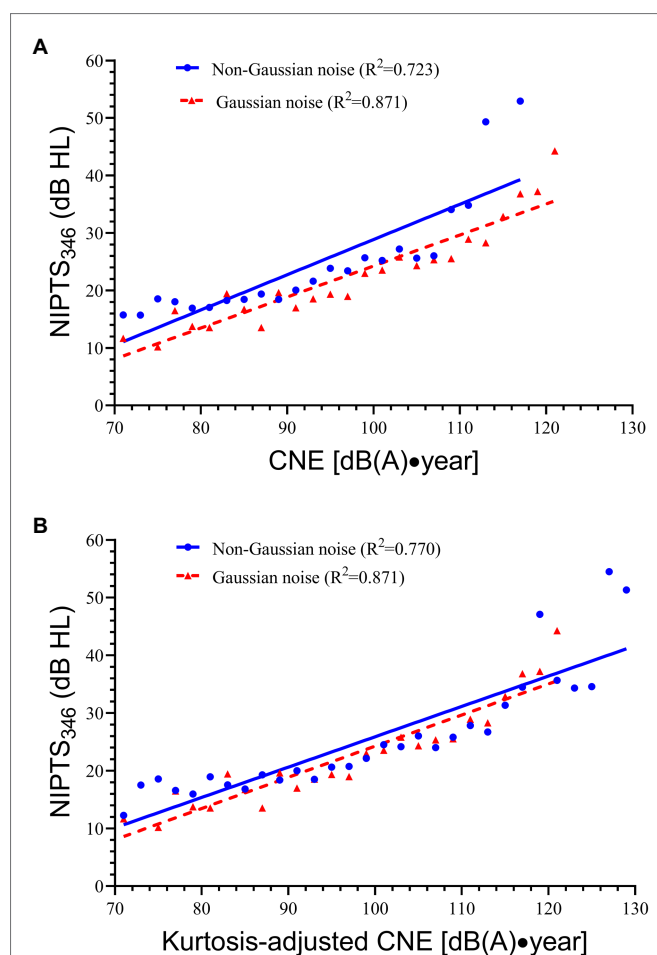 A
60
Non-Gaussian noise (R²=0.723)
Gaussian noise (R²=0.871)
50
40
30
20
10
0
NIPTS₃₄₆ (dB HL)
70 80 90 100 110 120 130
CNE [dB(A)•year]
B
60
Non-Gaussian noise (R²=0.770)
Gaussian noise (R²=0.871)
50
40
30
20
10
0
NIPTS₃₄₆ (dB HL)
70 80 90 100 110 120 130
Kurtosis-adjusted CNE [dB(A)•year]